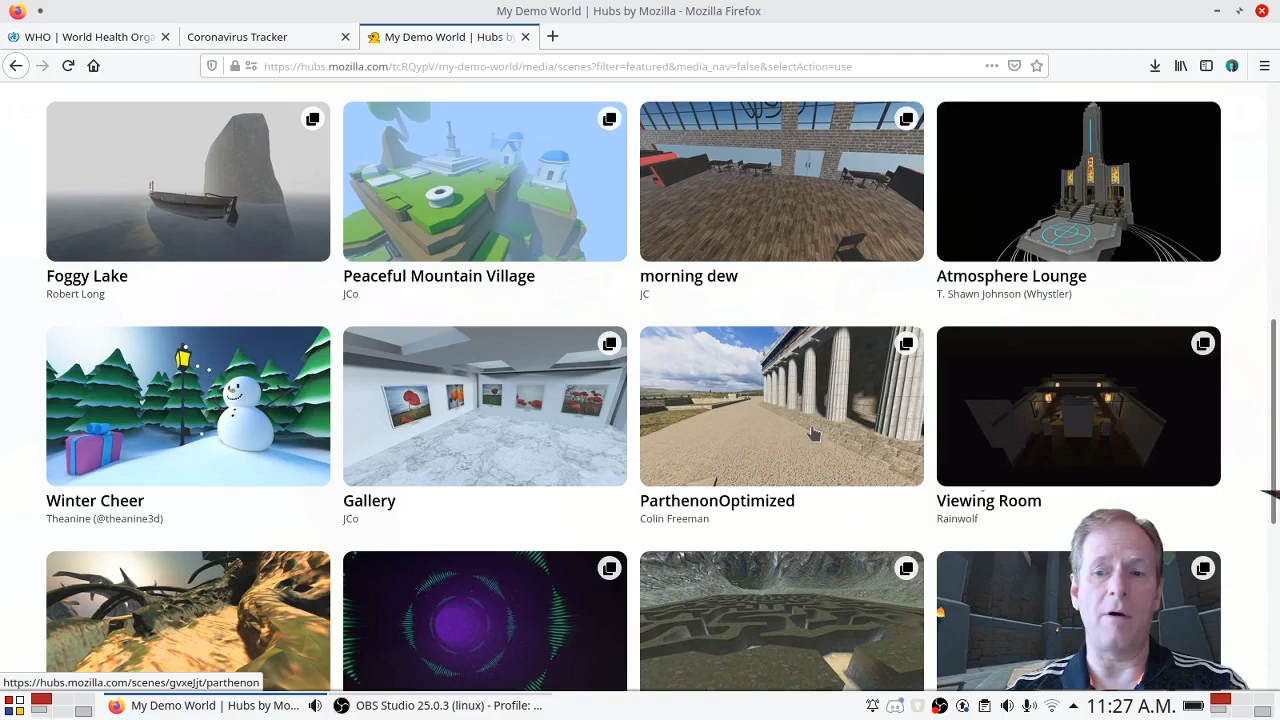 My Demo World | Hubs by Mozilla - Mozilla Firefox
WHO | World Health Orga
Coronavirus Tracker
My Demo World | Hubs by
https://hubs.mozilla.com/tcRQypV/my-demo-world/media/scenes?filter=featured&media_nav=false&selectAction=use
Foggy Lake
Robert Long
Peaceful Mountain Village
JCo
morning dew
JC
Atmosphere Lounge
T. Shawn Johnson (Whystler)
Winter Cheer
Theanine (@theanine3d)
Gallery
JCo
ParthenonOptimized
Colin Freeman
Viewing Room
Rainwolf
https://hubs.mozilla.com/scenes/gvxeJjt/parthenon
My Demo World | Hubs by Mo...
OBS Studio 25.0.3 (linux) - Profile: ...
11:27 A.M.